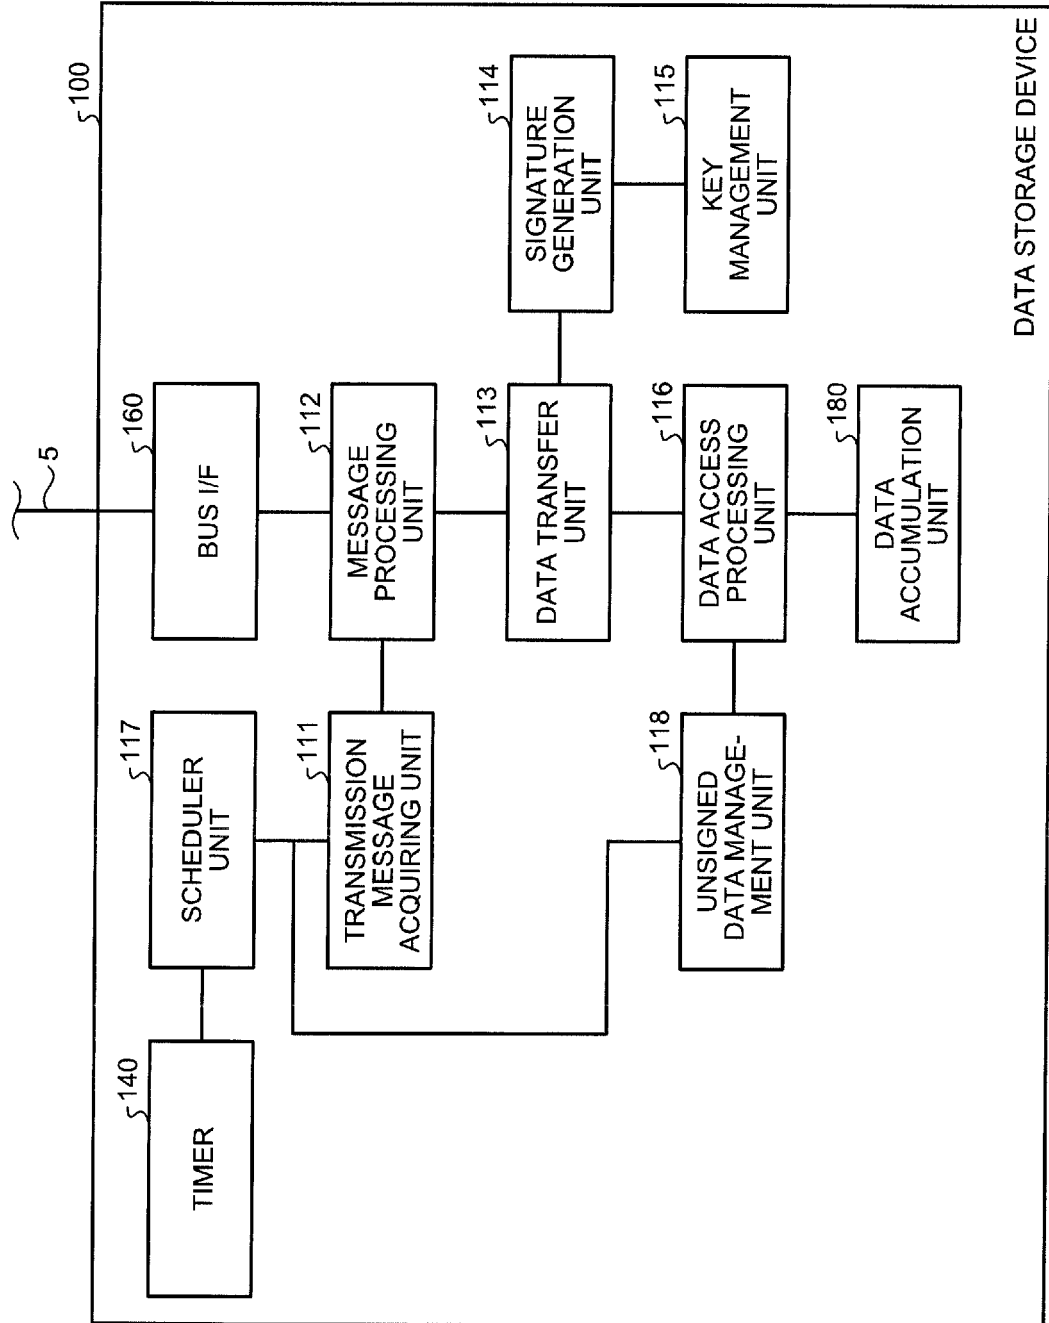 100
5
140
TIMER
117
SCHEDULER
UNIT
160
BUS I/F
111
TRANSMISSION
MESSAGE
ACQUIRING UNIT
112
MESSAGE
PROCESSING
UNIT
113
DATA TRANSFER
UNIT
114
SIGNATURE
GENERATION
UNIT
118
UNSIGNED
DATA MANAGE-
MENT UNIT
116
DATA ACCESS
PROCESSING
UNIT
115
KEY
MANAGEMENT
UNIT
180
DATA
ACCUMULATION
UNIT
DATA STORAGE DEVICE